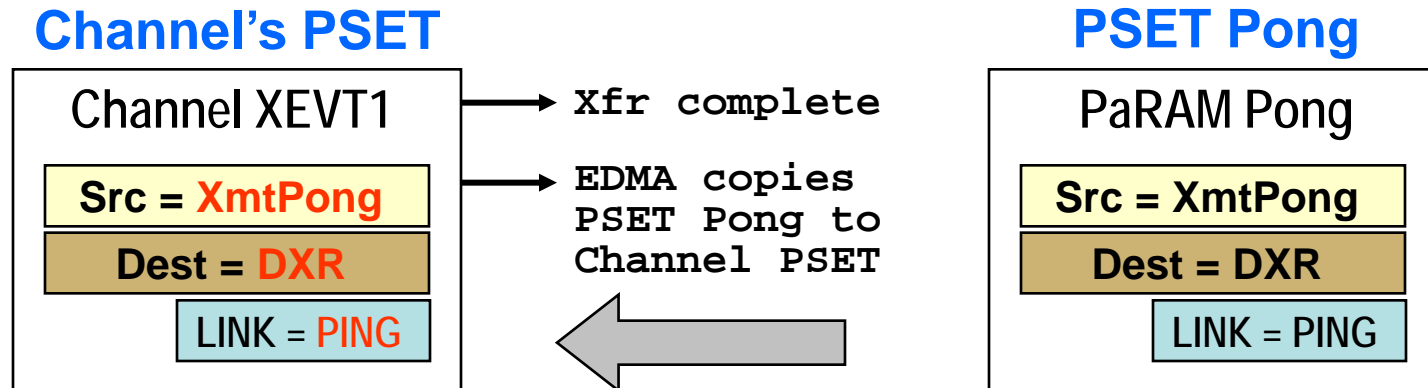 Channel's PSET
Channel XEVT1
Src = XmtPong
Dest = DXR
LINK = PING
Xfr complete
EDMA copies
PSET Pong to
Channel PSET
PSET Pong
PaRAM Pong
Src = XmtPong
Dest = DXR
LINK = PING